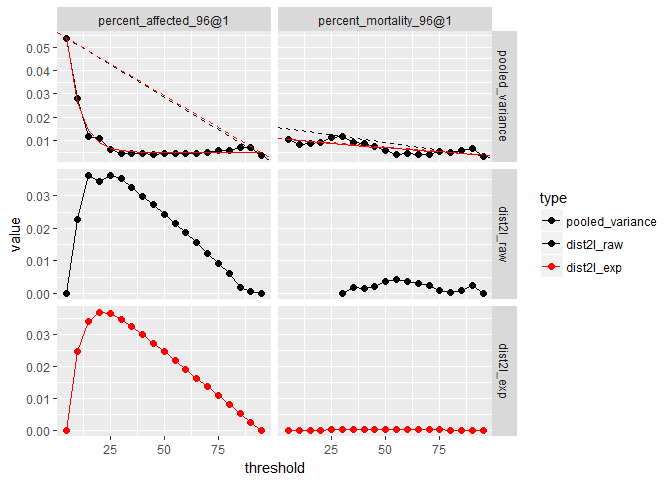 percent_affected_96@1 percent_mortality_96@1
0.05
0.04
0.03
0.02
0.01
pooled_variance
0.03
0.02
0.01
0.00
dist2l_raw
0.03
0.02
0.01
0.00
dist2l_exp
value
25 50 75 25 50 75
threshold
type
pooled_variance
dist2l_raw
dist2l_exp